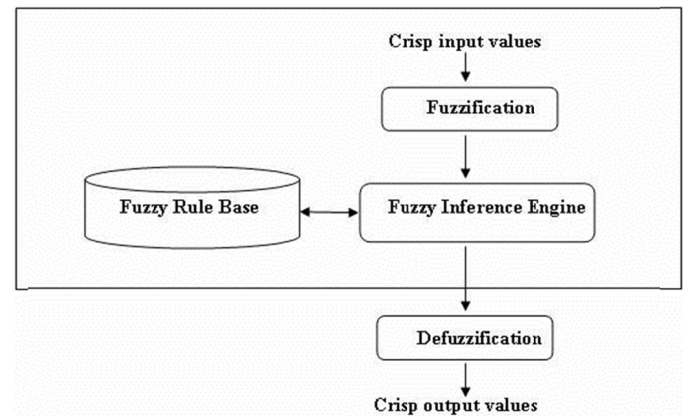 Crisp input values
Fuzzification
Fuzzy Rule Base
Fuzzy Inference Engine
Defuzzification
Crisp output values